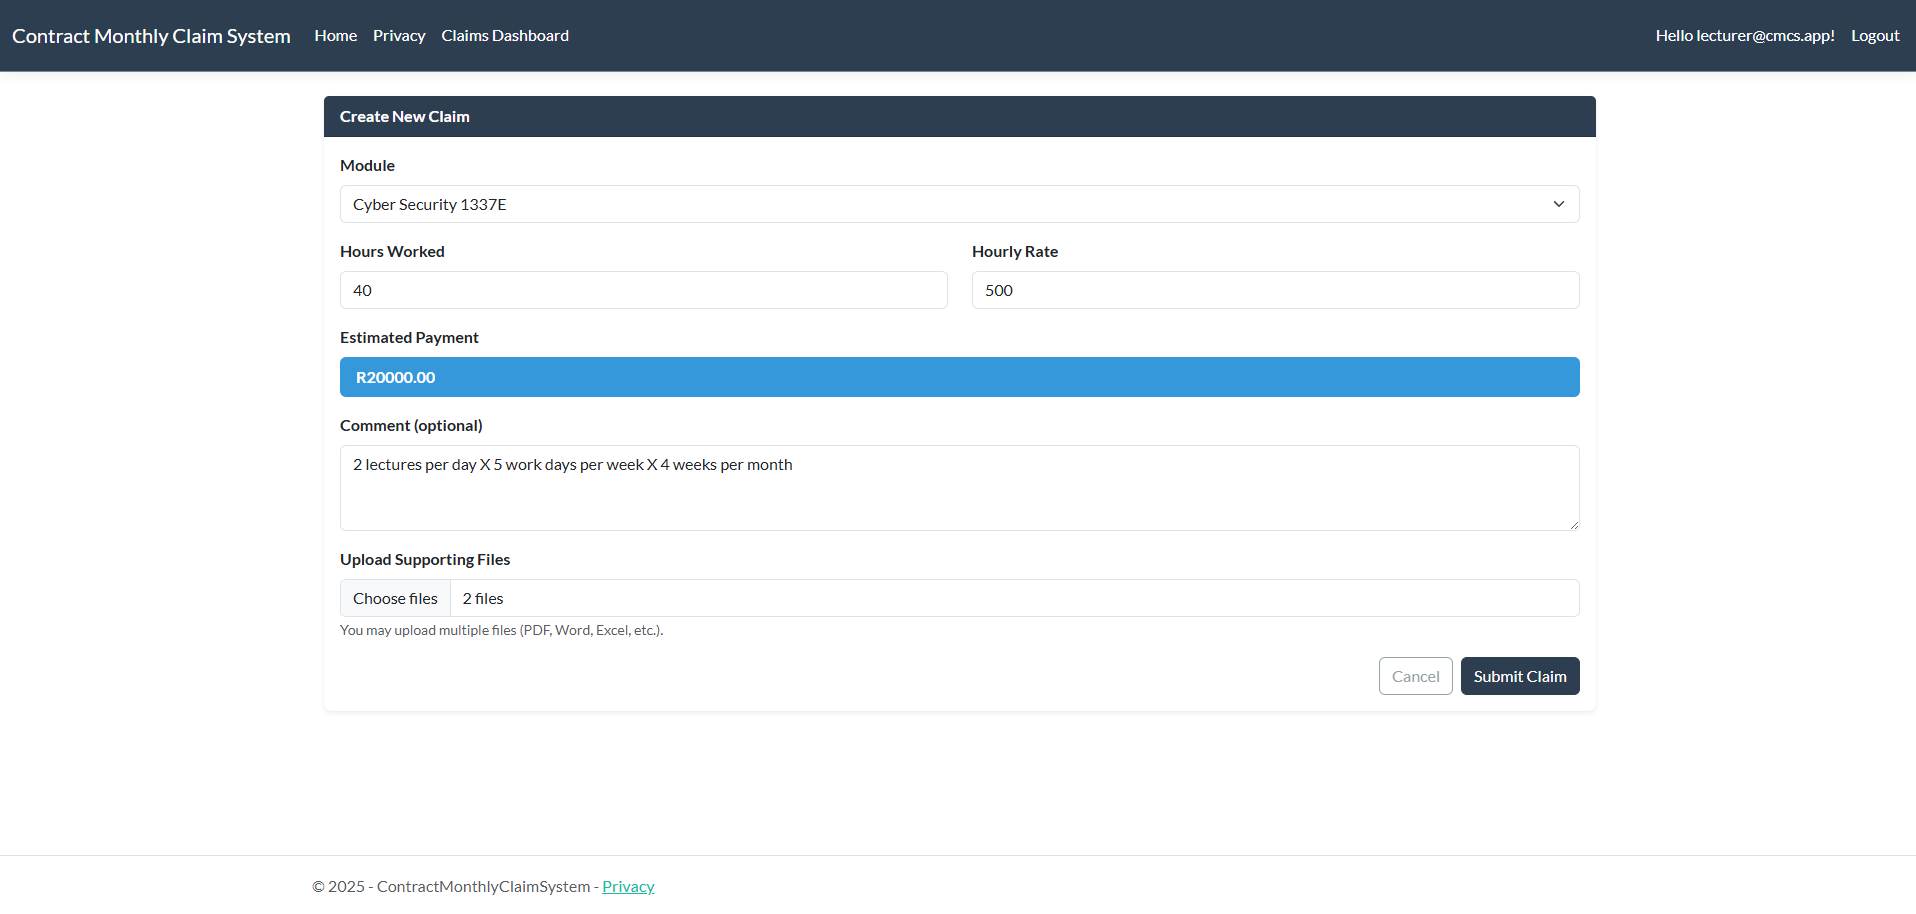 Contract Monthly Claim System Home Privacy Claims Dashboard Hello lecturer@cmcs.app! Logout
Create New Claim
Module
Cyber Security 1337E
Hours Worked Hourly Rate
40 500
Estimated Payment
R20000.00
Comment (optional)
2 lectures per day X 5 work days per week X 4 weeks per month
Upload Supporting Files
Choose files 2 files
You may upload multiple files (PDF, Word, Excel, etc.).
Cancel Submit Claim
© 2025 - ContractMonthlyClaimSystem - Privacy